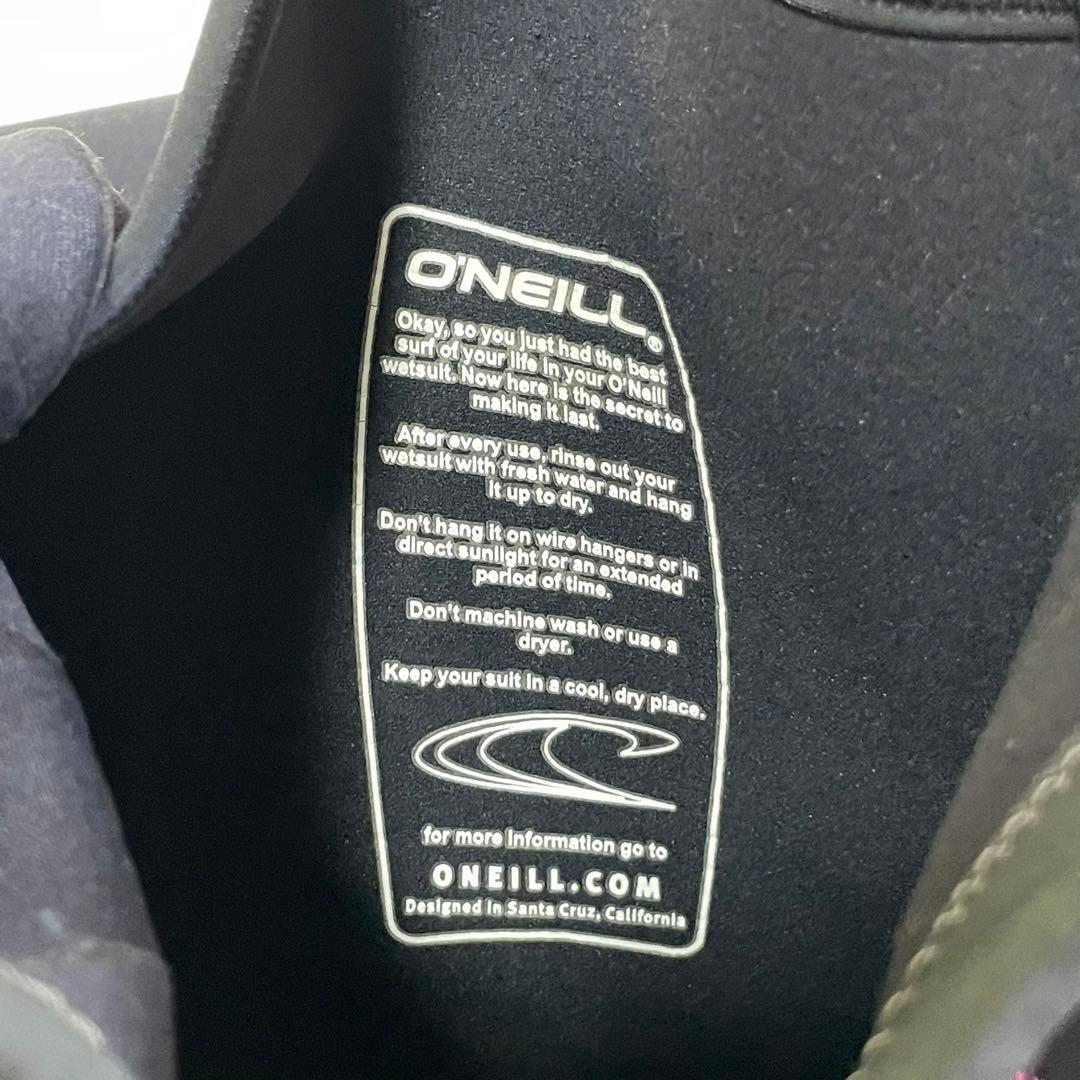 O'NEILL®
Okay, so you just had the best
surf of your life in your O'Neill
wetsuit. Now here is the secret to
making it last.
After every use, rinse out your
wetsuit with fresh water and hang
it up to dry.
Don't hang it on wire hangers or in
direct sunlight for an extended
period of time.
Don't machine wash or use a
dryer.
Keep your suit in a cool, dry place.
for more information go to
ONEILL.COM
Designed in Santa Cruz, California